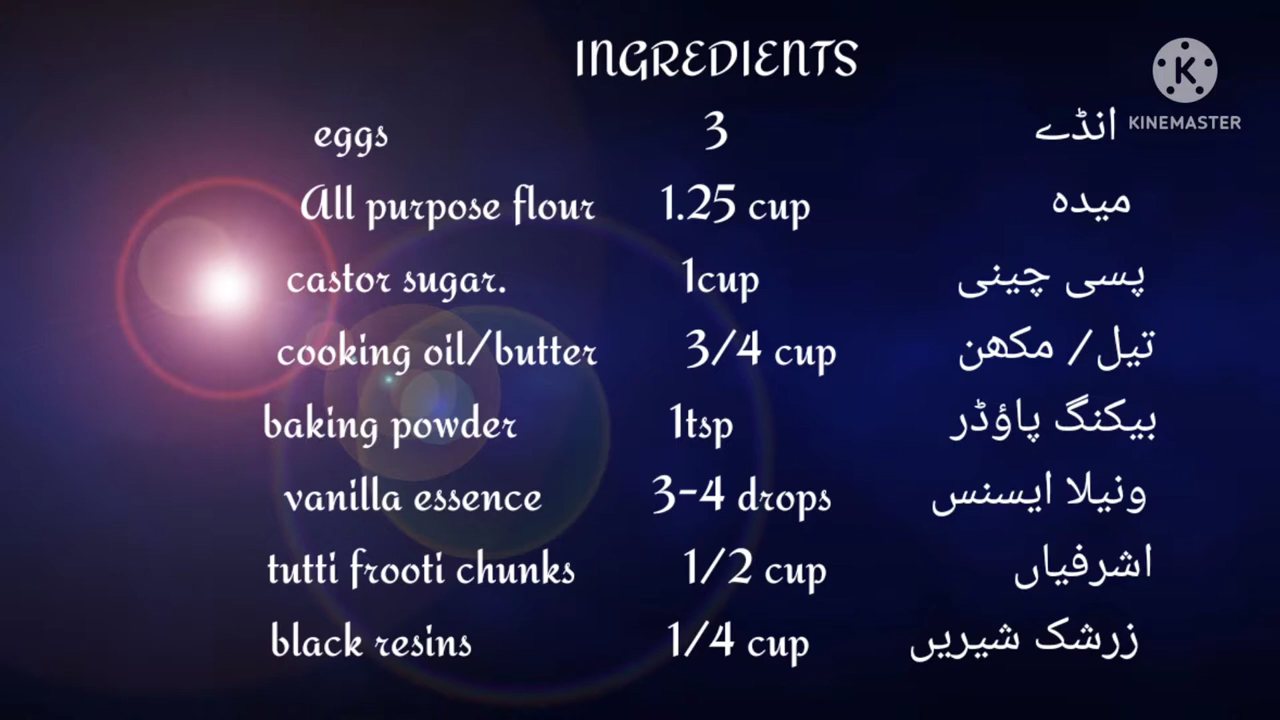 INGREDIENTS
KINEMASTER
eggs 3 انڈے
All purpose flour 1.25 cup میدہ
castor sugar. 1cup پسی چینی
cooking oil/butter 3/4 cup تیل/ مکھن
baking powder 1tsp بیکنگ پاؤڈر
vanilla essence 3-4 drops ونیلا ایسنس
tutti frooti chunks 1/2 cup اشرفیاں
black resins 1/4 cup زرشک شیریں